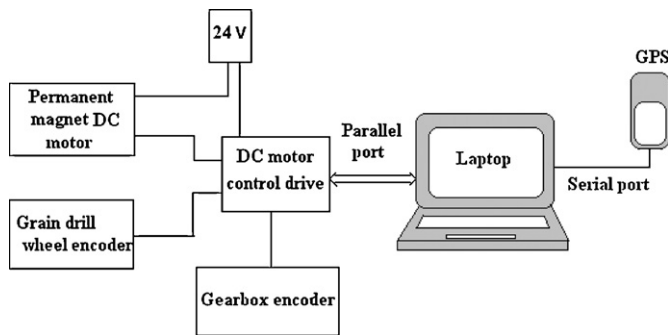 24 V
GPS
Permanent
magnet DC
motor
DC motor
control drive
Parallel
port
Laptop
Serial port
Grain drill
wheel encoder
Gearbox encoder